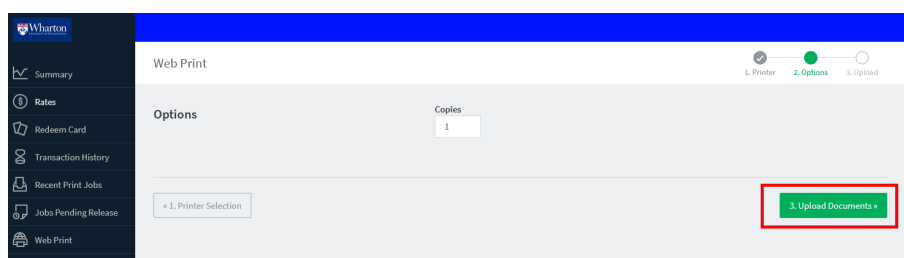 Wharton
Summary
Rates
Redeem Card
Transaction History
Recent Print Jobs
Jobs Pending Release
Web Print
Web Print
1. Printer
2. Options
3. Upload
Options
Copies
1
« 1. Printer Selection
3. Upload Documents »